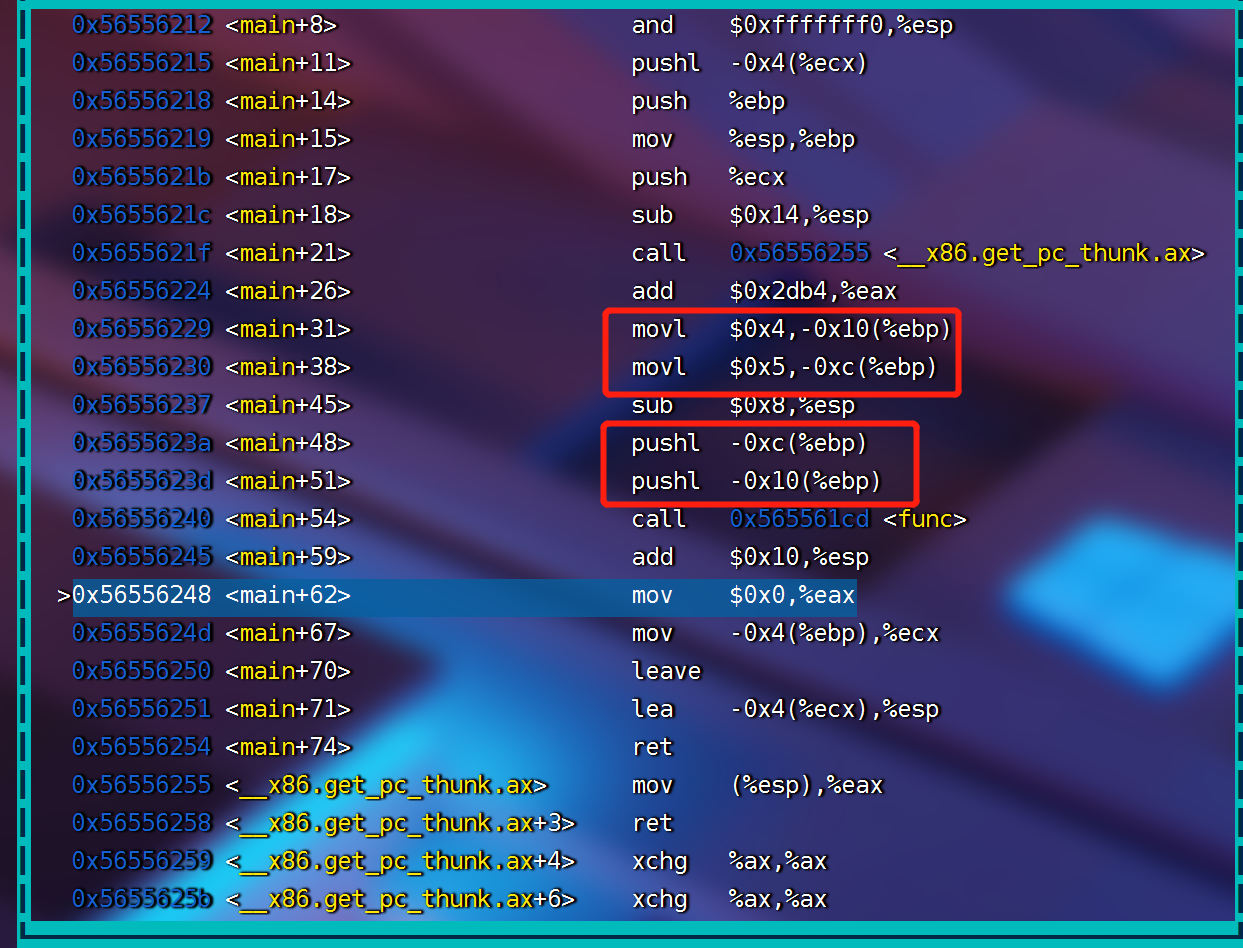 0x56556212 <main+8> and $0xfffffff0,%esp
0x56556215 <main+11> pushl -0x4(%ecx)
0x56556218 <main+14> push %ebp
0x56556219 <main+15> mov %esp,%ebp
0x5655621b <main+17> push %ecx
0x5655621c <main+18> sub $0x14,%esp
0x5655621f <main+21> call 0x56556255 <__x86.get_pc_thunk.ax>
0x56556224 <main+26> add $0x2db4,%eax
0x56556229 <main+31> movl $0x4,-0x10(%ebp)
0x56556230 <main+38> movl $0x5,-0xc(%ebp)
0x56556237 <main+45> sub $0x8,%esp
0x5655623a <main+48> pushl -0xc(%ebp)
0x5655623d <main+51> pushl -0x10(%ebp)
0x56556240 <main+54> call 0x565561cd <func>
0x56556245 <main+59> add $0x10,%esp
>0x56556248 <main+62> mov $0x0,%eax
0x5655624d <main+67> mov -0x4(%ebp),%ecx
0x56556250 <main+70> leave
0x56556251 <main+71> lea -0x4(%ecx),%esp
0x56556254 <main+74> ret
0x56556255 <__x86.get_pc_thunk.ax> mov (%esp),%eax
0x56556258 <__x86.get_pc_thunk.ax+3> ret
0x56556259 <__x86.get_pc_thunk.ax+4> xchg %ax,%ax
0x5655625b <__x86.get_pc_thunk.ax+6> xchg %ax,%ax